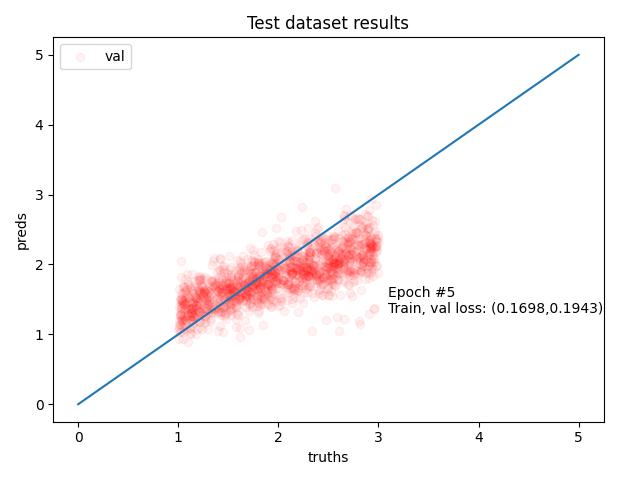 Test dataset results
val
5
4
3
2
1
0
preds
Epoch #5
Train, val loss: (0.1698,0.1943)
0 1 2 3 4 5
truths